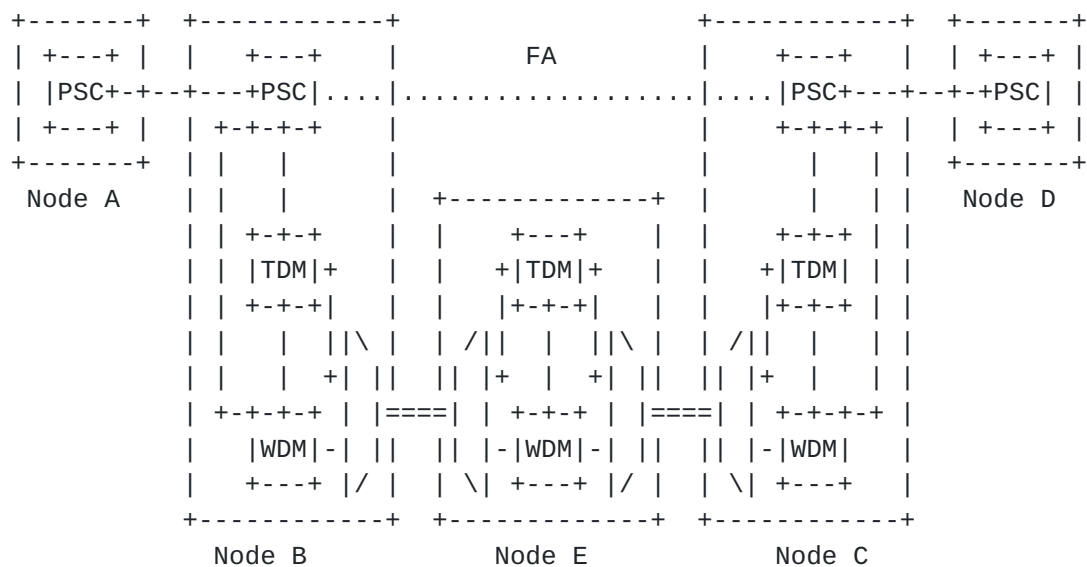 +-------+  +------------+                   +------------+  +-------+
| +---+ |  |   +---+    |        FA         |    +---+   |  | +---+ |
| |PSC+-+--+---+PSC|....|...................|....|PSC+---+--+-+PSC| |
| +---+ |  | +-+-+-+    |                   |    +-+-+-+ |  | +---+ |
+-------+  | |   |      |                   |      |   | |  +-------+
 Node A    | |   |      |  +-------------+  |      |   | |   Node D
           | | +-+-+    |  |    +---+    |  |    +-+-+ | |
           | | |TDM|+   |  |   +|TDM|+   |  |   +|TDM| | |
           | | +-+-+|   |  |   |+-+-+|   |  |   |+-+-+ | |
           | |   |  ||\ |  | /||  |  ||\ |  | /||  |   | |
           | |   |  +| ||  || |+  |  +| ||  || |+  |   | |
           | +-+-+-+ | |====| | +-+-+ | |====| | +-+-+-+ |
           |   |WDM|-| ||  || |-|WDM|-| ||  || |-|WDM|   |
           |   +---+ |/ |  | \| +---+ |/ |  | \| +---+   |
           +------------+  +-------------+  +------------+
             Node B            Node E            Node C